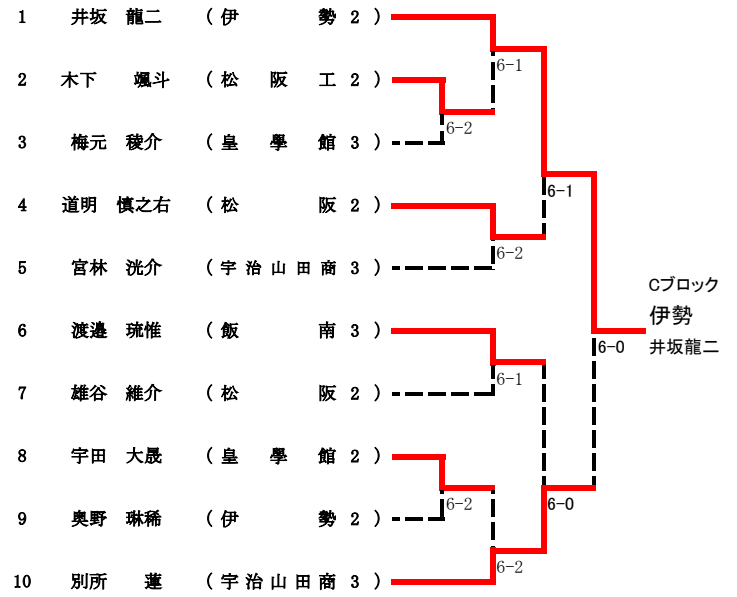 1 井坂 龍二 ( 伊 勢 2 )
6-1
2 木下 颯斗 ( 松 阪 工 2 )
6-2
3 梅元 稜介 ( 皇 學 館 3 )
6-1
4 道明 慎之右 ( 松 阪 2 )
6-2
5 宮林 洸介 ( 宇 治 山 田 商 3 )
Cブロック
伊勢
6 渡邉 琉惟 ( 飯 南 3 )
6-0 井坂龍二
6-1
7 雄谷 維介 ( 松 阪 2 )
8 宇田 大晟 ( 皇 學 館 2 )
6-2 6-0
9 奥野 琳稀 ( 伊 勢 2 )
6-2
10 別所 蓮 ( 宇 治 山 田 商 3 )